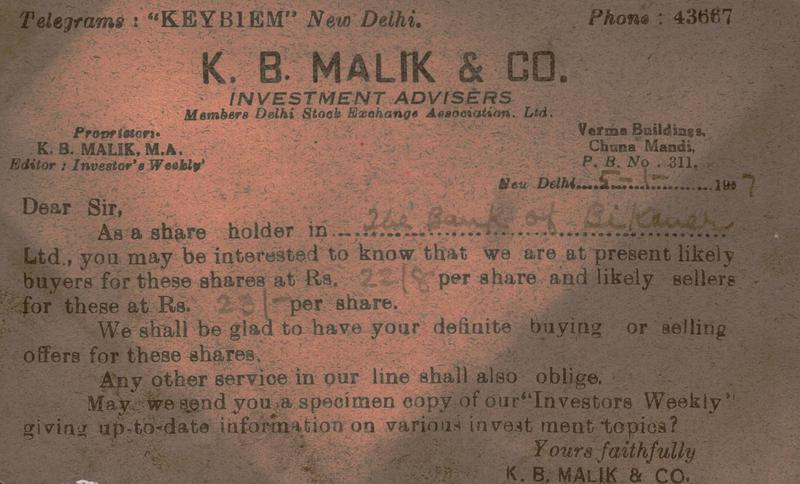 Telegrams : "KEYB1EM" New Delhi.
Phone : 43667
K. B. MALIK & CO.
INVESTMENT ADVISERS
Members Delhi Stock Exchange Association. Ltd.
Proprietor.
K. B. MALIK, M.A.
Editor : Investor's Weekly'
Verma Buildings,
Chuna Mandi,
P. B. No. 311.
New Delhi....5-1-............1957
Dear Sir,
As a share holder in ....The Bank of Bikaner
Ltd., you may be interested to know that we are at present likely
buyers for these shares at Rs. 22/8 per share and likely sellers
for these at Rs. 23/- per share.
We shall be glad to have your definite buying or selling
offers for these shares.
Any other service in our line shall also oblige.
May we send you a specimen copy of our "Investors Weekly"
giving up-to-date information on various invest ment topics?
Yours faithfully
K. B. MALIK & CO.